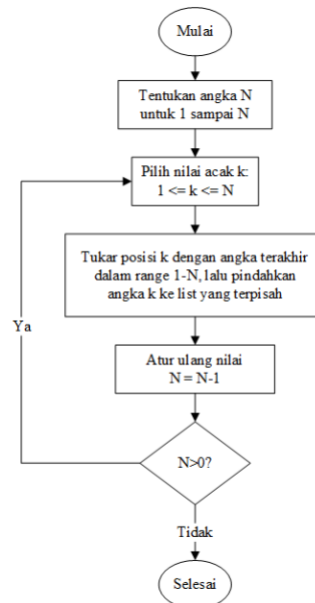 Mulai
Tentukan angka N
untuk 1 sampai N
Pilih nilai acak k:
1 <= k <= N
Tukar posisi k dengan angka terakhir
dalam range 1-N, lalu pindahkan
angka k ke list yang terpisah
Ya
Atur ulang nilai
N = N-1
N>0?
Tidak
Selesai